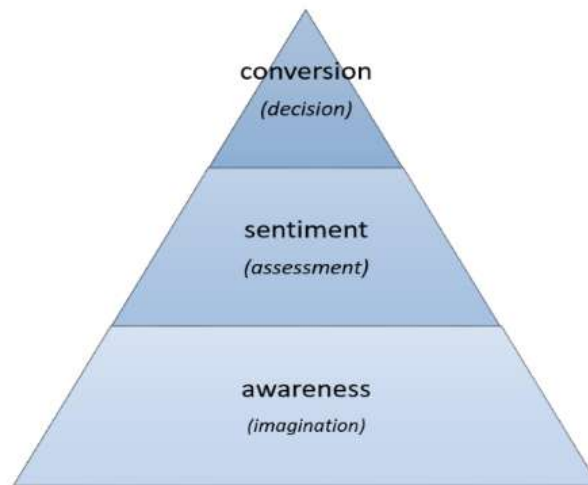 conversion
(decision)
sentiment
(assessment)
awareness
(imagination)